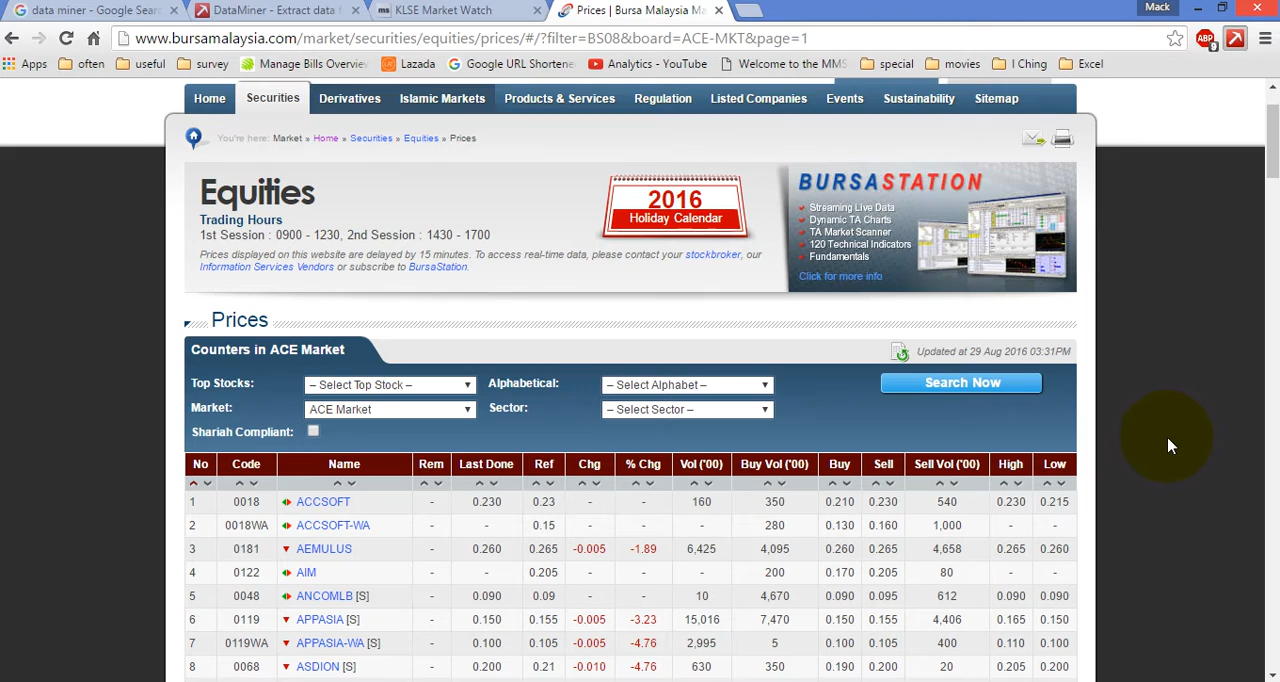 data miner - Google Sear
DataMiner - Extract data f
KLSE Market Watch
Prices | Bursa Malaysia Ma
Mack
www.bursamalaysia.com/market/securities/equities/prices/#/?filter=BS08&board=ACE-MKT&page=1
ABP
9
Apps often useful survey Manage Bills Overvie Lazada Google URL Shortene Analytics - YouTube Welcome to the MMS special movies I Ching Excel
Home Securities Derivatives Islamic Markets Products & Services Regulation Listed Companies Events Sustainability Sitemap
You're here: Market » Home » Securities » Equities » Prices
Equities
Trading Hours
1st Session : 0900 - 1230, 2nd Session : 1430 - 1700
Prices displayed on this website are delayed by 15 minutes. To access real-time data, please contact your stockbroker, our
Information Services Vendors or subscribe to BursaStation.
2016
Holiday Calendar
BURSASTATION
Streaming Live Data
Dynamic TA Charts
TA Market Scanner
120 Technical Indicators
Fundamentals
Click for more info
Prices
Counters in ACE Market
Updated at 29 Aug 2016 03:31PM
Top Stocks: – Select Top Stock – Alphabetical: – Select Alphabet – Search Now
Market: ACE Market Sector: – Select Sector –
Shariah Compliant:
No Code Name Rem Last Done Ref Chg % Chg Vol ('00) Buy Vol ('00) Buy Sell Sell Vol ('00) High Low
1 0018 ACCSOFT - 0.230 0.23 - - 160 350 0.210 0.230 540 0.230 0.215
2 0018WA ACCSOFT-WA - - 0.15 - - - 280 0.130 0.160 1,000 - -
3 0181 AEMULUS - 0.260 0.265 -0.005 -1.89 6,425 4,095 0.260 0.265 4,658 0.265 0.260
4 0122 AIM - - 0.205 - - - 200 0.170 0.205 80 - -
5 0048 ANCOMLB [S] - 0.090 0.09 - - 10 4,670 0.090 0.095 612 0.090 0.090
6 0119 APPASIA [S] - 0.150 0.155 -0.005 -3.23 15,016 7,470 0.150 0.155 4,406 0.165 0.150
7 0119WA APPASIA-WA [S] - 0.100 0.105 -0.005 -4.76 2,995 5 0.100 0.105 400 0.110 0.100
8 0068 ASDION [S] - 0.200 0.21 -0.010 -4.76 630 350 0.190 0.200 20 0.205 0.200